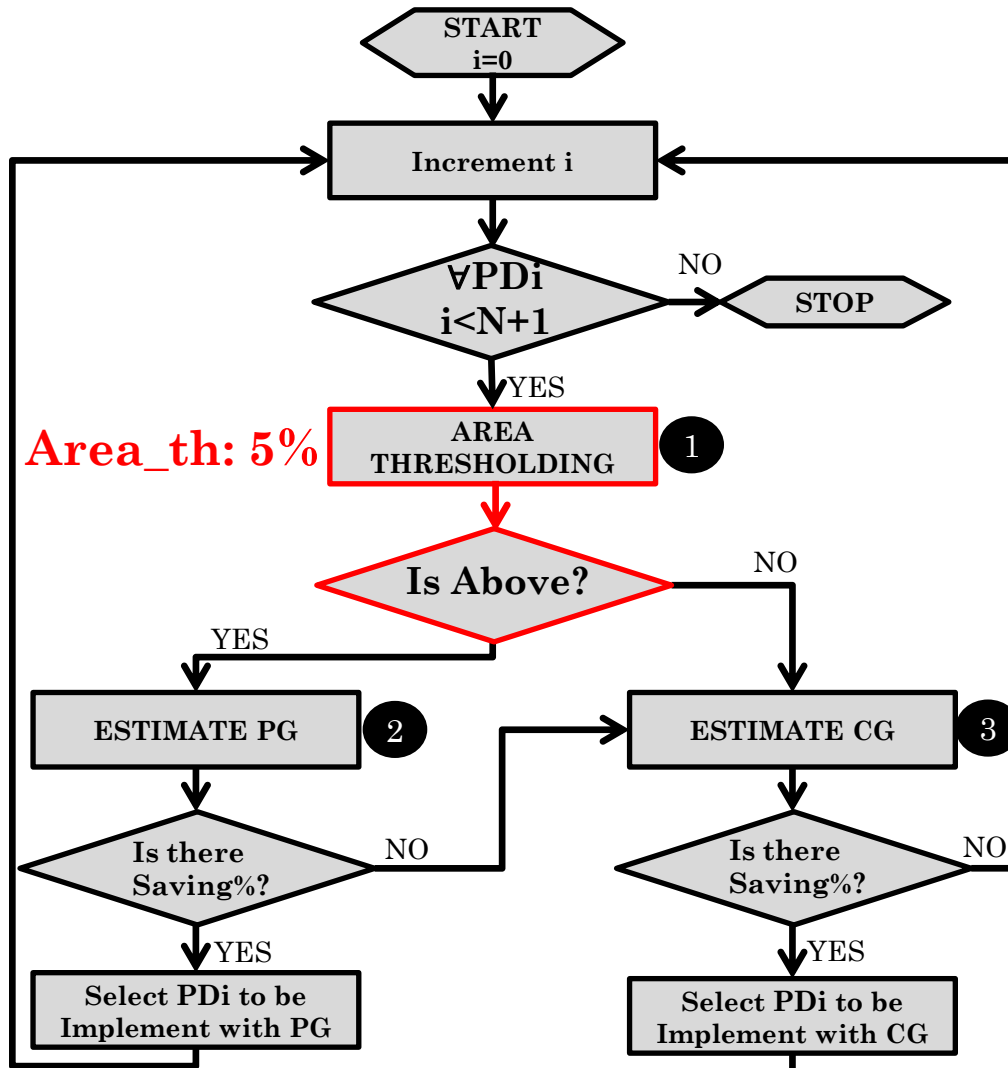 START
i=0
Increment i
∀PDi
i<N+1
NO
STOP
YES
Area_th: 5%
AREA
THRESHOLDING
1
Is Above?
NO
YES
ESTIMATE PG
2
ESTIMATE CG
3
Is there
Saving%?
NO
Is there
Saving%?
NO
YES
YES
Select PDi to be
Implement with PG
Select PDi to be
Implement with CG